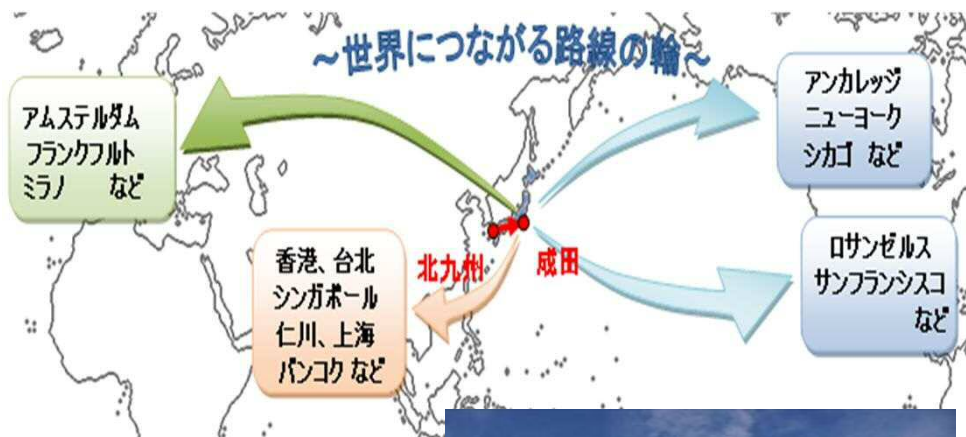 ~世界につながる路線の輪~
アムステルダム
フランクフルト
ミラノ　など
アンカレッジ
ニューヨーク
シカゴ など
香港、台北
シンガポール
仁川、上海
バンコク など
北九州
成田
ロサンゼルス
サンフランシスコ
など